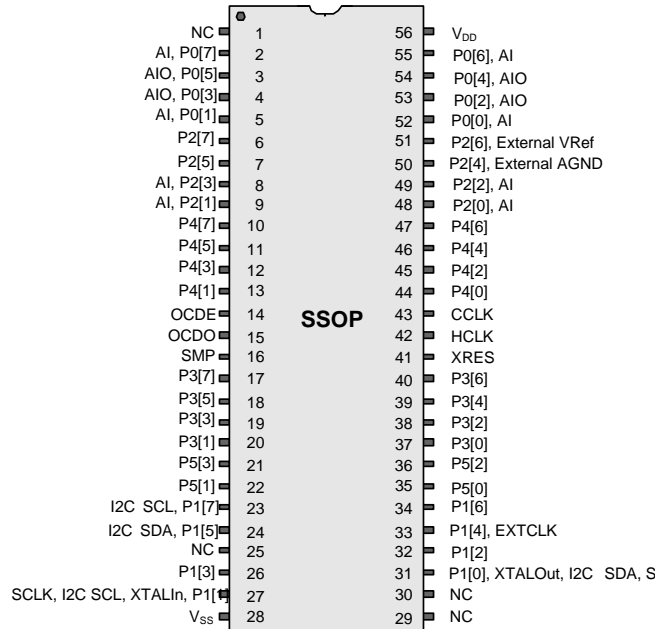 NC 1 56 VDD
AI, P0[7] 2 55 P0[6], AI
AIO, P0[5] 3 54 P0[4], AIO
AIO, P0[3] 4 53 P0[2], AIO
AI, P0[1] 5 52 P0[0], AI
P2[7] 6 51 P2[6], External VRef
P2[5] 7 50 P2[4], External AGND
AI, P2[3] 8 49 P2[2], AI
AI, P2[1] 9 48 P2[0], AI
P4[7] 10 47 P4[6]
P4[5] 11 46 P4[4]
P4[3] 12 45 P4[2]
P4[1] 13 44 P4[0]
OCDE 14 SSOP 43 CCLK
OCDO 15 42 HCLK
SMP 16 41 XRES
P3[7] 17 40 P3[6]
P3[5] 18 39 P3[4]
P3[3] 19 38 P3[2]
P3[1] 20 37 P3[0]
P5[3] 21 36 P5[2]
P5[1] 22 35 P5[0]
I2C SCL, P1[7] 23 34 P1[6]
I2C SDA, P1[5] 24 33 P1[4], EXTCLK
NC 25 32 P1[2]
P1[3] 26 31 P1[0], XTALOut, I2C SDA, S
SCLK, I2C SCL, XTALIn, P1[1] 27 30 NC
VSS 28 29 NC